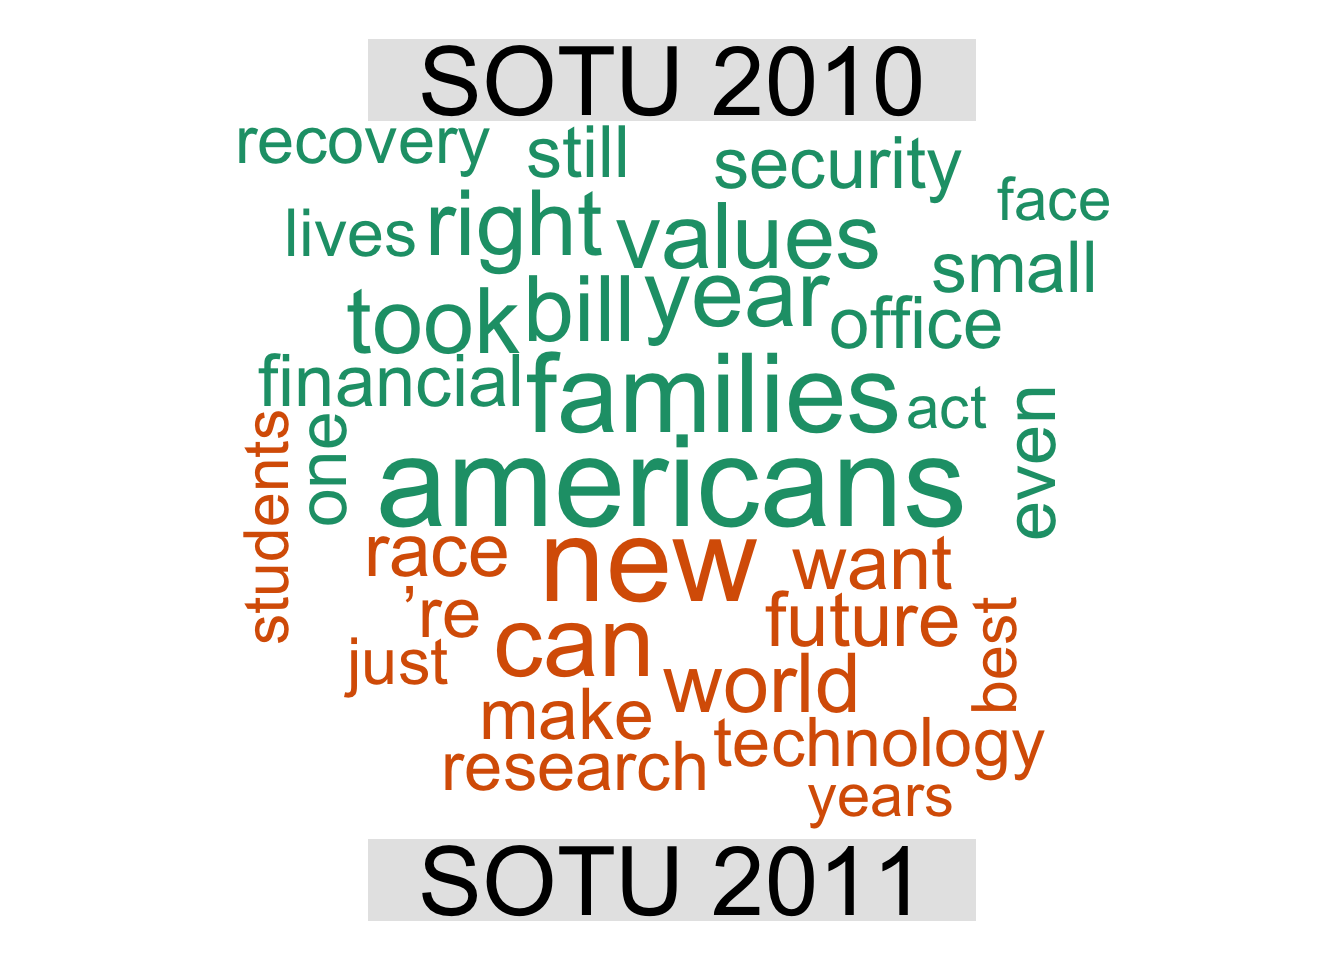 SOTU 2010
recovery
still
security
face
lives
right
values
small
took
bill
year
office
financial
families
act
even
students
one
americans
race
new
want
’re
can
future
best
just
world
make
technology
research
years
SOTU 2011